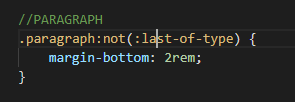 //PARAGRAPH
.paragraph:not(:last-of-type) {
    margin-bottom: 2rem;
}